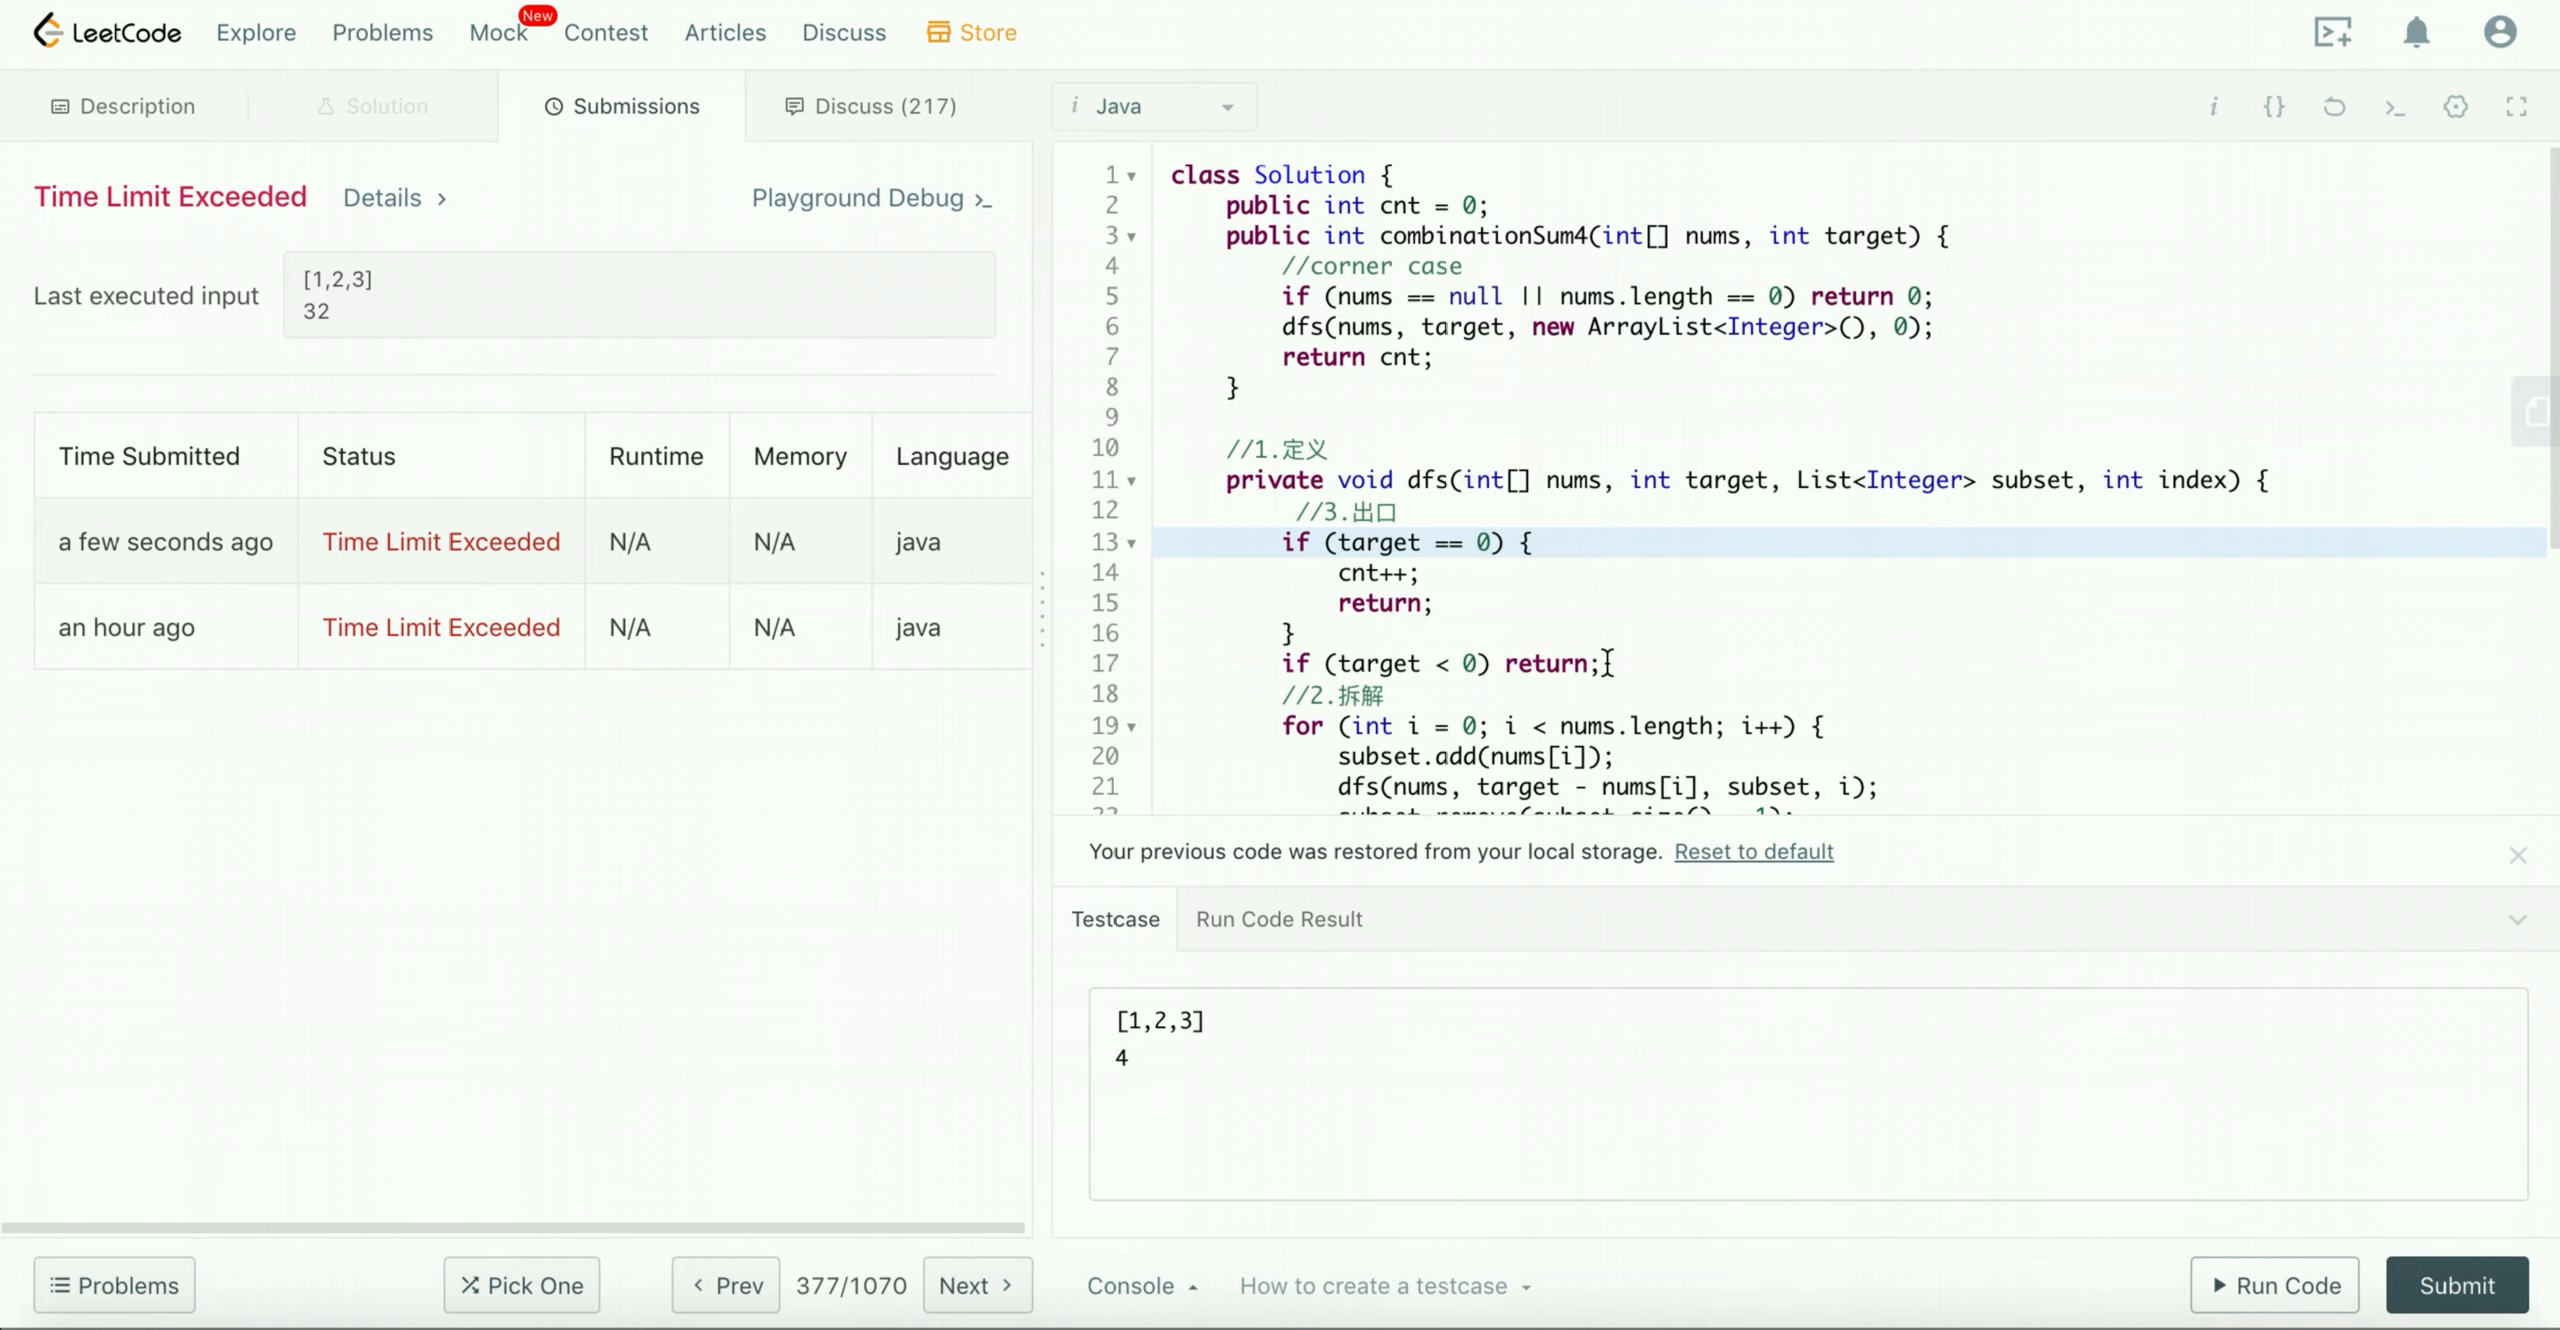 LeetCode Explore Problems Mock New Contest Articles Discuss Store
Description Solution Submissions Discuss (217)
Time Limit Exceeded Details > Playground Debug >_
Last executed input
[1,2,3]
32
Time Submitted Status Runtime Memory Language
a few seconds ago Time Limit Exceeded N/A N/A java
an hour ago Time Limit Exceeded N/A N/A java
Problems Pick One < Prev 377/1070 Next >
i Java
1 class Solution {
2 public int cnt = 0;
3 public int combinationSum4(int[] nums, int target) {
4 //corner case
5 if (nums == null || nums.length == 0) return 0;
6 dfs(nums, target, new ArrayList<Integer>(), 0);
7 return cnt;
8 }
9
10 //1.定义
11 private void dfs(int[] nums, int target, List<Integer> subset, int index) {
12 //3.出口
13 if (target == 0) {
14 cnt++;
15 return;
16 }
17 if (target < 0) return;
18 //2.拆解
19 for (int i = 0; i < nums.length; i++) {
20 subset.add(nums[i]);
21 dfs(nums, target - nums[i], subset, i);
22 subset.remove(subset.size() - 1);
Your previous code was restored from your local storage. Reset to default
Testcase Run Code Result
[1,2,3]
4
Console How to create a testcase Run Code Submit